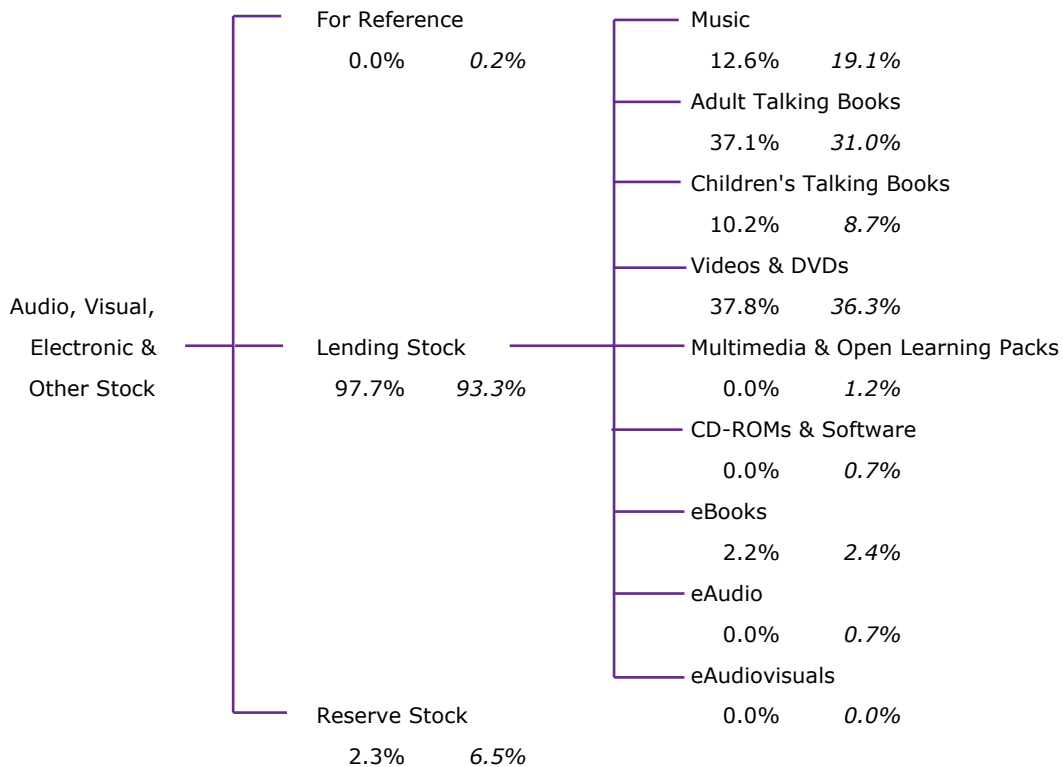 Audio, Visual,
Electronic &
Other Stock
For Reference
0.0% 0.2%
Lending Stock
97.7% 93.3%
Reserve Stock
2.3% 6.5%
Music
12.6% 19.1%
Adult Talking Books
37.1% 31.0%
Children's Talking Books
10.2% 8.7%
Videos & DVDs
37.8% 36.3%
Multimedia & Open Learning Packs
0.0% 1.2%
CD-ROMs & Software
0.0% 0.7%
eBooks
2.2% 2.4%
eAudio
0.0% 0.7%
eAudiovisuals
0.0% 0.0%